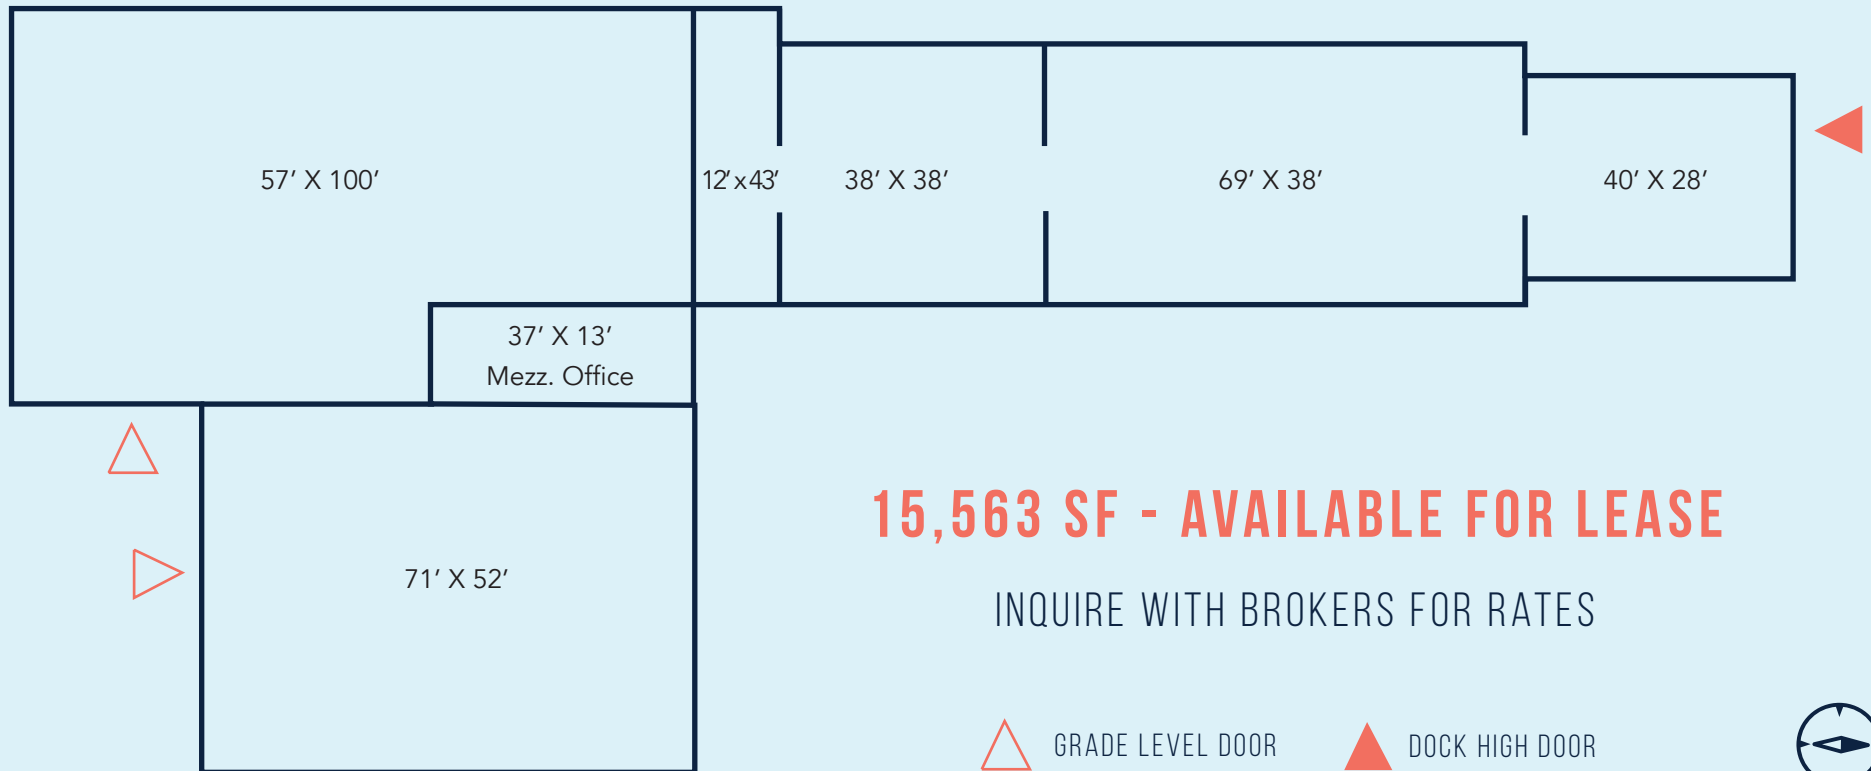 57’ X 100’
12’x43’
38’ X 38’
69’ X 38’
40’ X 28’
37’ X 13’
Mezz. Office
71’ X 52’
15,563 SF - AVAILABLE FOR LEASE
INQUIRE WITH BROKERS FOR RATES
GRADE LEVEL DOOR
DOCK HIGH DOOR